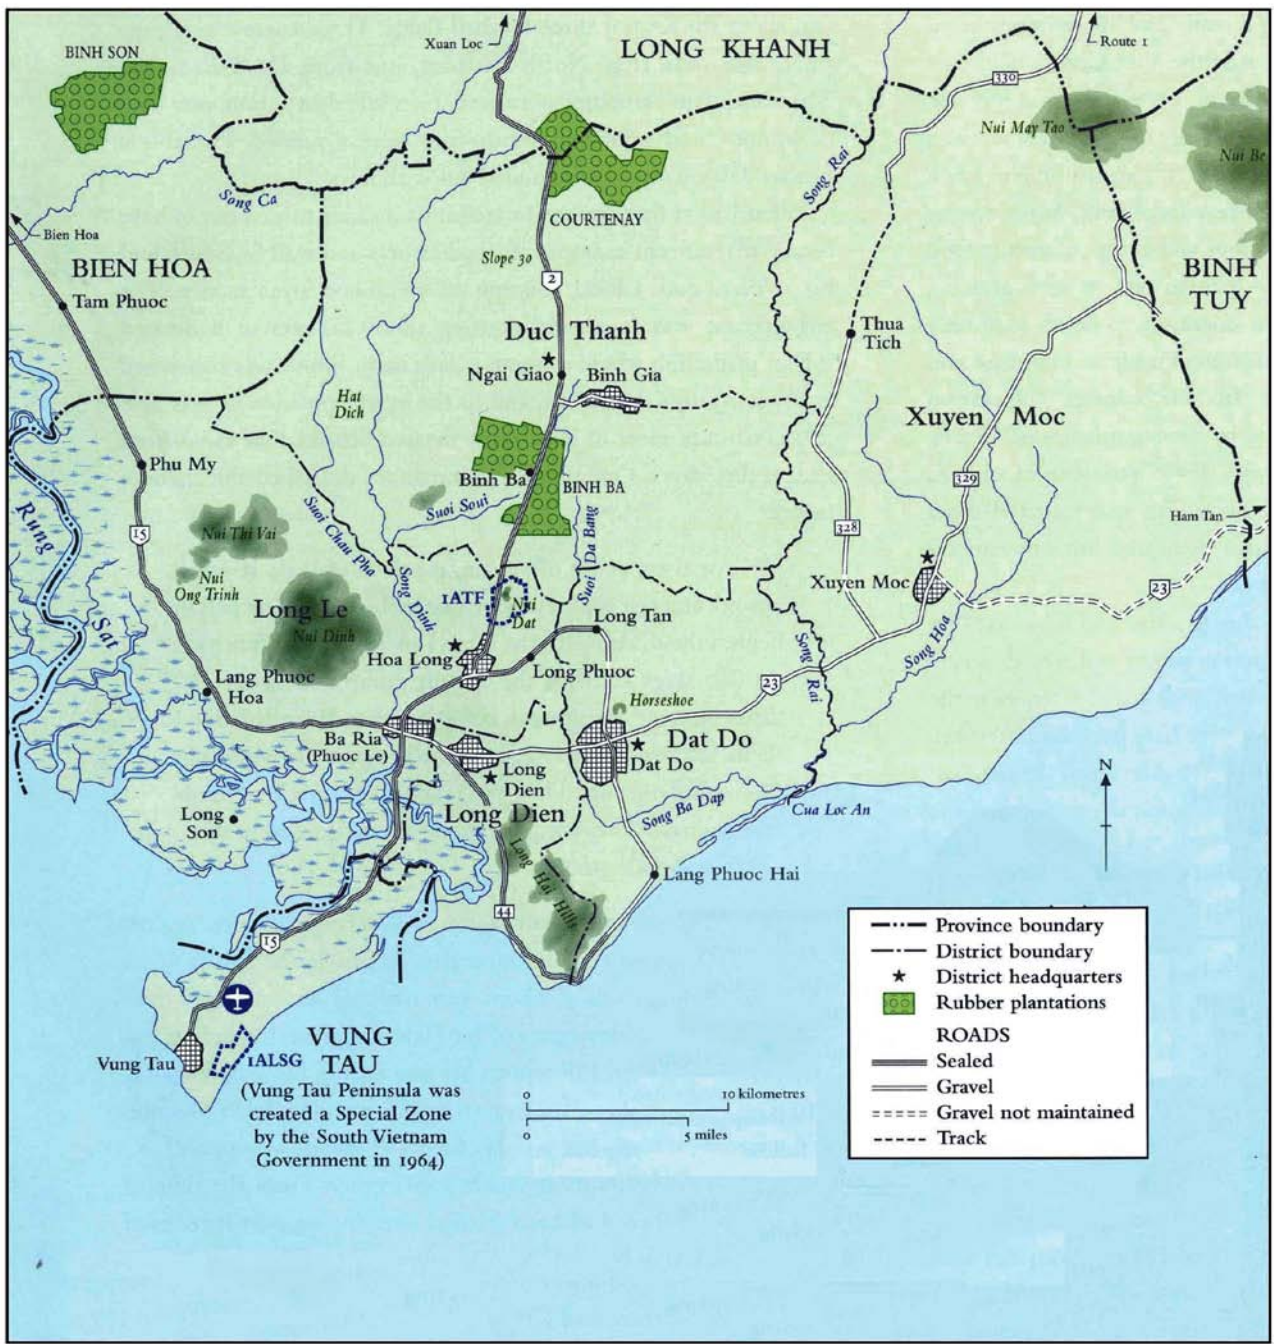 BINH SON
Xuan Loc
LONG KHANH
Route 1
330
Nui May Tao
Nui Be
Song Rai
Song Ca
COURTENAY
Bien Hoa
BIEN HOA
Slope 30
2
BINH
TUY
Tam Phuoc
Duc Thanh
Thua
Tich
Ngai Giao
Binh Gia
Hat
Dich
Xuyen Moc
Phu My
Binh Ba
BINH BA
329
Rung
Sat
Suoi Soui
Suoi Chau Pha
Suoi Da Bang
Ham Tan
15
Nui Thi Vai
328
Nui
Ong Trinh
Song Dinh
Xuyen Moc
23
1ATF
Nui
Dat
Long Le
Nui Dinh
Long Tan
Song Hoa
Hoa Long
Long Phuoc
Song Rai
Lang Phuoc
Hoa
23
Horseshoe
Ba Ria
(Phuoc Le)
Dat Do
Dat Do
Long
Dien
N
Long
Son
Long Dien
Song Ba Dap
Cua Loc An
Long Hai Hills
Lang Phuoc Hai
44
15
Province boundary
District boundary
District headquarters
Rubber plantations
ROADS
Sealed
Gravel
Gravel not maintained
Track
Vung Tau
1ALSG
VUNG
TAU
(Vung Tau Peninsula was
created a Special Zone
by the South Vietnam
Government in 1964)
0 10 kilometres
0 5 miles